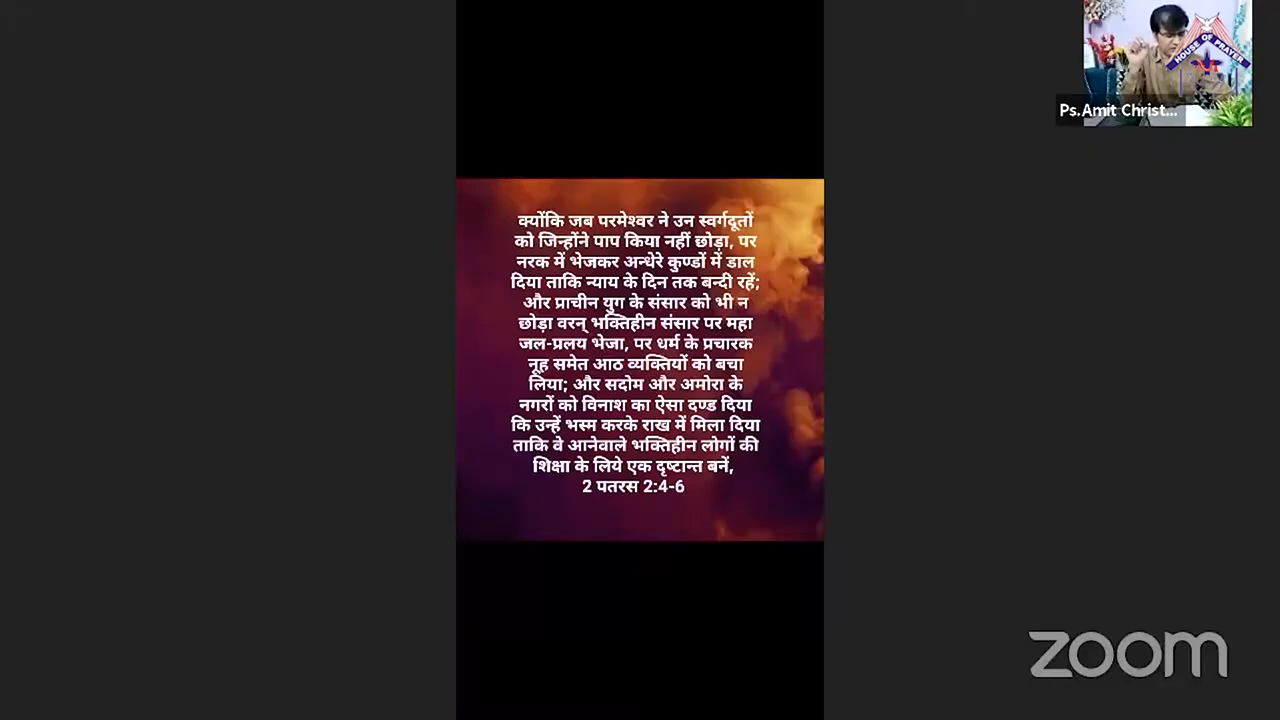 HOUSE OF PRAYER
Ps.Amit Christ...
क्योंकि जब परमेश्वर ने उन स्वर्गदूतों
को जिन्होंने पाप किया नहीं छोड़ा, पर
नरक में भेजकर अन्धेरे कुण्डों में डाल
दिया ताकि न्याय के दिन तक बन्दी रहें;
और प्राचीन युग के संसार को भी न
छोड़ा वरन् भक्तिहीन संसार पर महा
जल-प्रलय भेजा, पर धर्म के प्रचारक
नूह समेत आठ व्यक्तियों को बचा
लिया; और सदोम और अमोरा के
नगरों को विनाश का ऐसा दण्ड दिया
कि उन्हें भस्म करके राख में मिला दिया
ताकि वे आनेवाले भक्तिहीन लोगों की
शिक्षा के लिये एक दृष्टान्त बनें,
2 पतरस 2:4-6
zoom